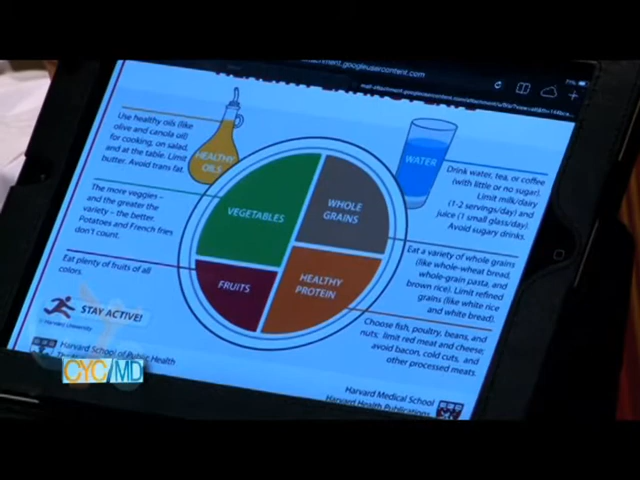 Use healthy oils (like
olive and canola oil)
for cooking, on salad,
and at the table. Limit
butter. Avoid trans fat.
HEALTHY
OILS
The more veggies –
and the greater the
variety – the better.
Potatoes and French fries
don't count.
Eat plenty of fruits of all
colors.
STAY ACTIVE!
© Harvard University
Harvard School of Public Health
VEGETABLES
FRUITS
WHOLE
GRAINS
HEALTHY
PROTEIN
WATER
71%
Drink water, tea, or coffee
(with little or no sugar).
Limit milk/dairy
(1-2 servings/day) and
juice (1 small glass/day).
Avoid sugary drinks.
Eat a variety of whole grains
(like whole-wheat bread,
whole-grain pasta, and
brown rice). Limit refined
grains (like white rice
and white bread).
Choose fish, poultry, beans, and
nuts; limit red meat and cheese;
avoid bacon, cold cuts, and
other processed meats.
Harvard Medical School
Harvard Health Publications
CYC/MD